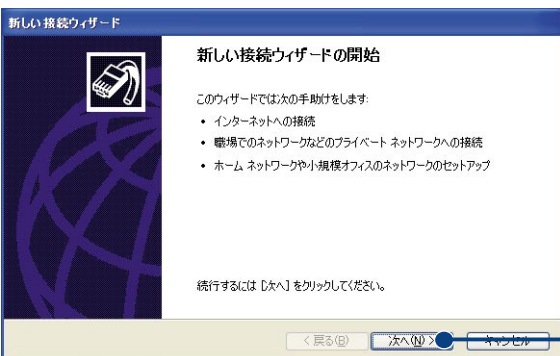 新しい接続ウィザード
新しい接続ウィザードの開始
このウィザードでは次の手助けをします:
• インターネットへの接続
• 職場でのネットワークなどのプライベート ネットワークへの接続
• ホーム ネットワークや小規模オフィスのネットワークのセットアップ
続行するには [次へ] をクリックしてください。
< 戻る(B) 次へ(N) > キャンセル